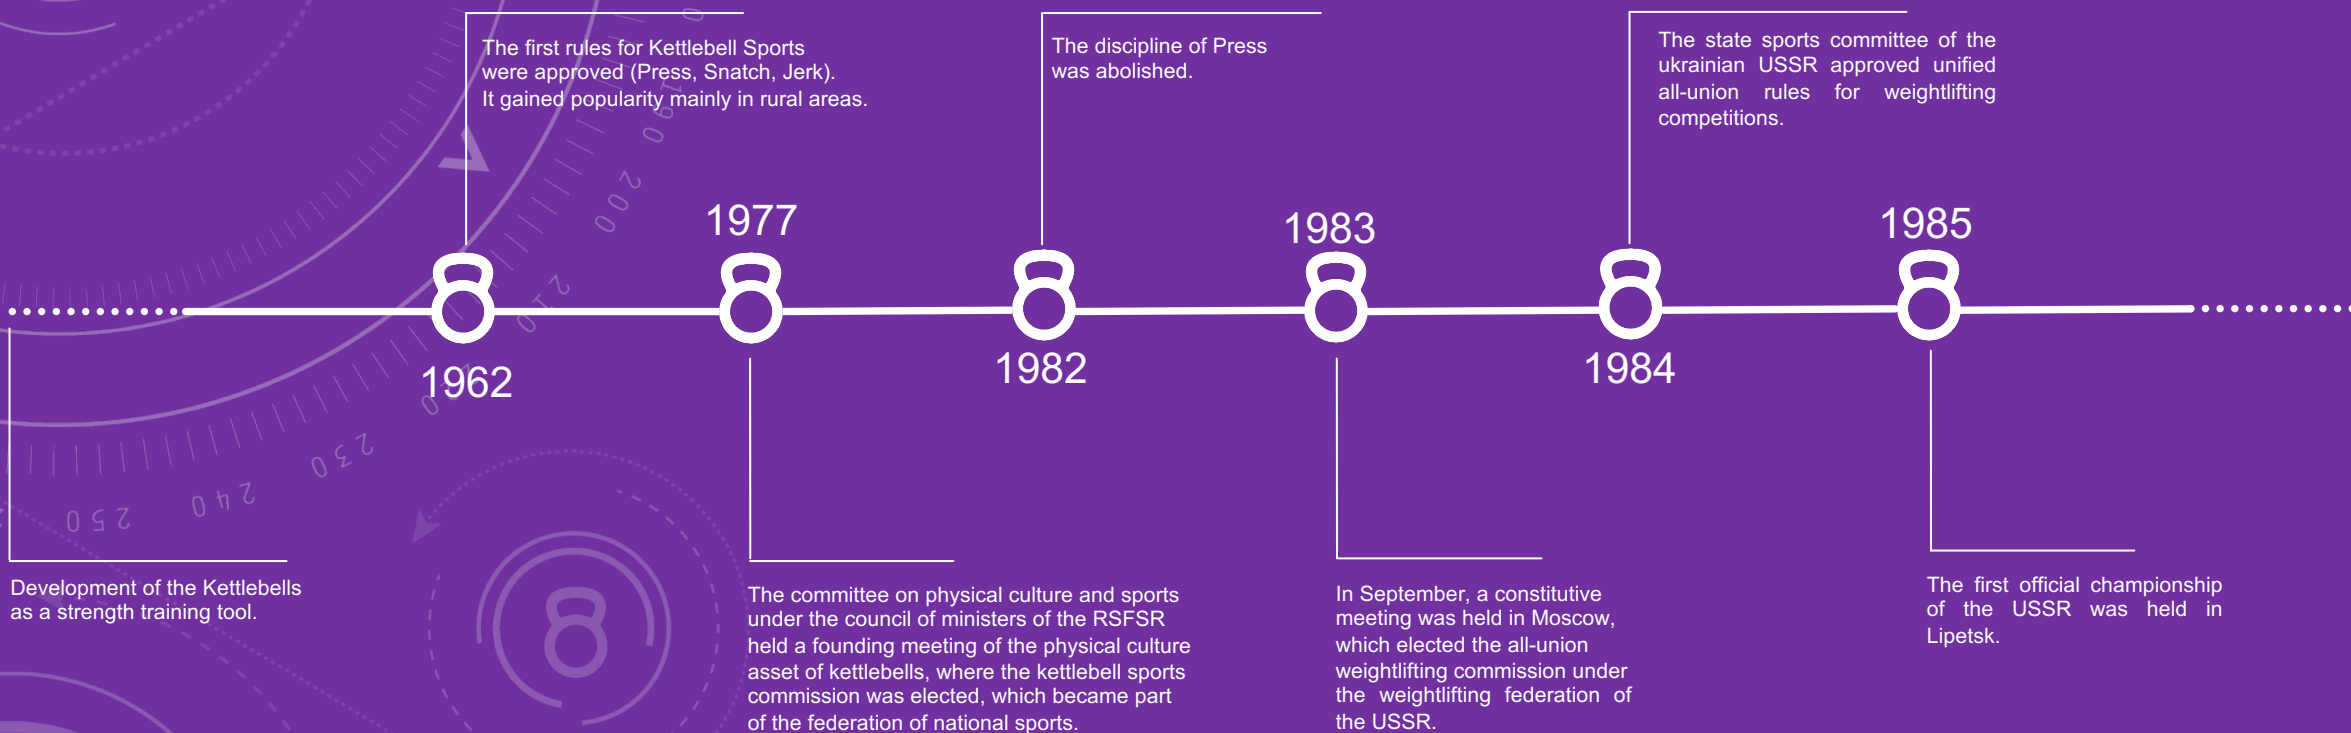 The first rules for Kettlebell Sports
were approved (Press, Snatch, Jerk).
It gained popularity mainly in rural areas.
The discipline of Press
was abolished.
The state sports committee of the
ukrainian USSR approved unified
all-union rules for weightlifting
competitions.
190
200
210
230
240
250
1977
1983
1985
1962
1982
1984
Development of the Kettlebells
as a strength training tool.
The committee on physical culture and sports
under the council of ministers of the RSFSR
held a founding meeting of the physical culture
asset of kettlebells, where the kettlebell sports
commission was elected, which became part
of the federation of national sports.
In September, a constitutive
meeting was held in Moscow,
which elected the all-union
weightlifting commission under
the weightlifting federation of
the USSR.
The first official championship
of the USSR was held in
Lipetsk.